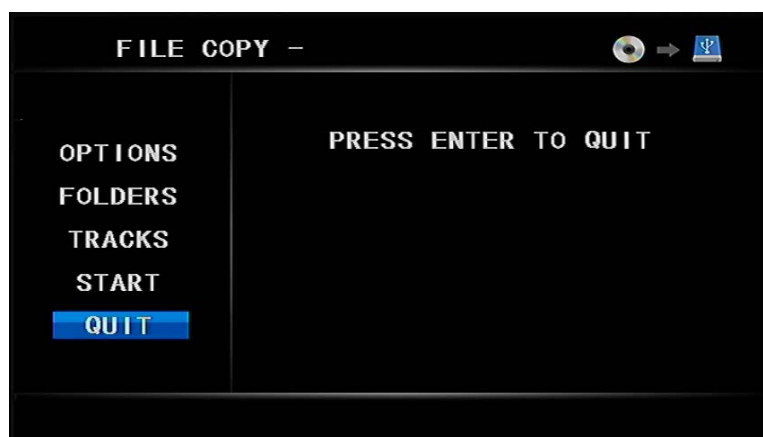 FILE COPY -
PRESS ENTER TO QUIT
OPTIONS
FOLDERS
TRACKS
START
QUIT